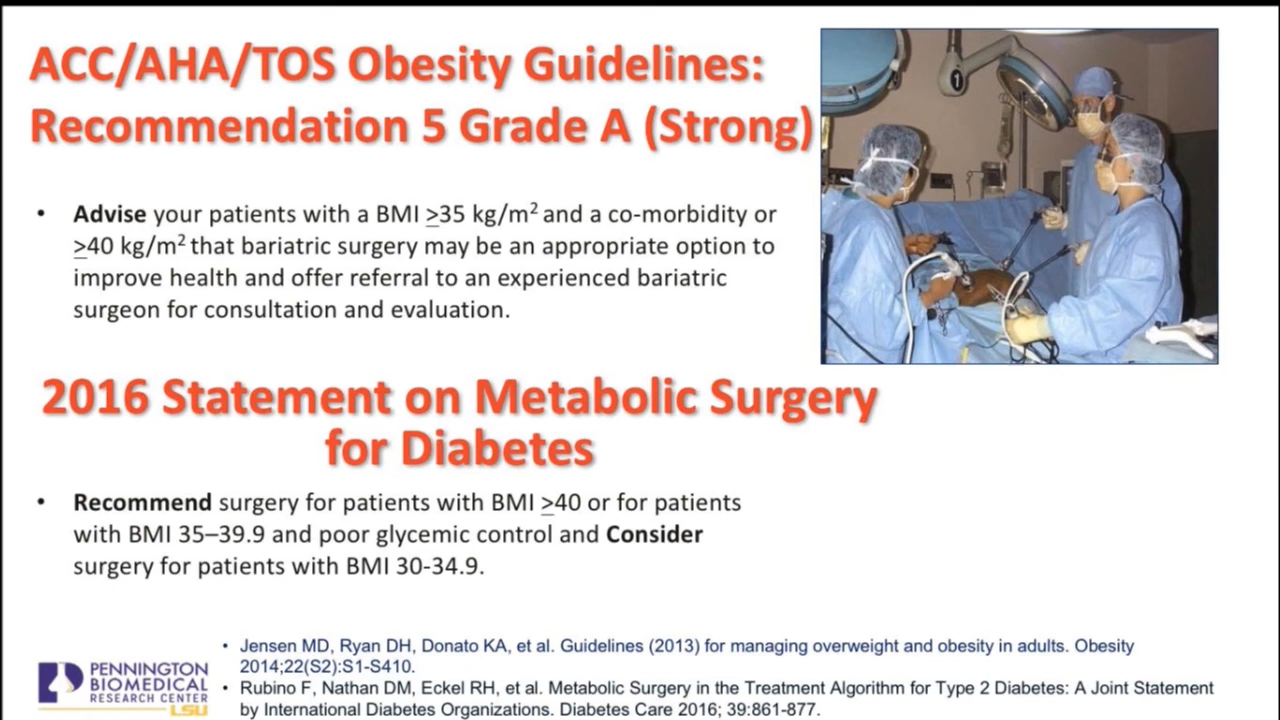 ACC/AHA/TOS Obesity Guidelines:
Recommendation 5 Grade A (Strong)
• Advise your patients with a BMI ≥35 kg/m² and a co-morbidity or
≥40 kg/m² that bariatric surgery may be an appropriate option to
improve health and offer referral to an experienced bariatric
surgeon for consultation and evaluation.
2016 Statement on Metabolic Surgery
for Diabetes
• Recommend surgery for patients with BMI ≥40 or for patients
with BMI 35–39.9 and poor glycemic control and Consider
surgery for patients with BMI 30-34.9.
PENNINGTON
BIOMEDICAL
RESEARCH CENTER
LSU
• Jensen MD, Ryan DH, Donato KA, et al. Guidelines (2013) for managing overweight and obesity in adults. Obesity
2014;22(S2):S1-S410.
• Rubino F, Nathan DM, Eckel RH, et al. Metabolic Surgery in the Treatment Algorithm for Type 2 Diabetes: A Joint Statement
by International Diabetes Organizations. Diabetes Care 2016; 39:861-877.